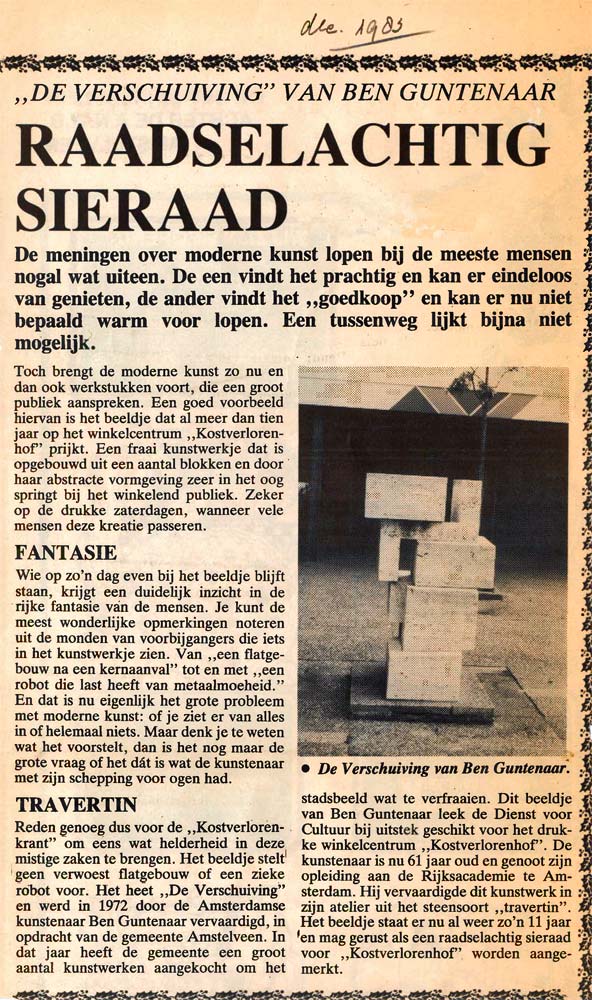 dec. 1983
,,DE VERSCHUIVING” VAN BEN GUNTENAAR
RAADSELACHTIG
SIERAAD
De meningen over moderne kunst lopen bij de meeste mensen
nogal wat uiteen. De een vindt het prachtig en kan er eindeloos
van genieten, de ander vindt het ,,goedkoop” en kan er nu niet
bepaald warm voor lopen. Een tussenweg lijkt bijna niet
mogelijk.
Toch brengt de moderne kunst zo nu en
dan ook werkstukken voort, die een groot
publiek aanspreken. Een goed voorbeeld
hiervan is het beeldje dat al meer dan tien
jaar op het winkelcentrum ,,Kostverloren-
hof” prijkt. Een fraai kunstwerkje dat is
opgebouwd uit een aantal blokken en door
haar abstracte vormgeving zeer in het oog
springt bij het winkelend publiek. Zeker
op de drukke zaterdagen, wanneer vele
mensen deze kreatie passeren.
FANTASIE
Wie op zo’n dag even bij het beeldje blijft
staan, krijgt een duidelijk inzicht in de
rijke fantasie van de mensen. Je kunt de
meest wonderlijke opmerkingen noteren
uit de monden van voorbijgangers die iets
in het kunstwerkje zien. Van ,,een flatge-
bouw na een kernaanval” tot en met ,,een
robot die last heeft van metaalmoeheid.”
En dat is nu eigenlijk het grote probleem
met moderne kunst: of je ziet er van alles
in of helemaal niets. Maar denk je te weten
wat het voorstelt, dan is het nog maar de
grote vraag of het dát is wat de kunstenaar
met zijn schepping voor ogen had.
TRAVERTIN
Reden genoeg dus voor de ,,Kostverloren-
krant” om eens wat helderheid in deze
mistige zaken te brengen. Het beeldje stelt
geen verwoest flatgebouw of een zieke
robot voor. Het heet ,,De Verschuiving”
en werd in 1972 door de Amsterdamse
kunstenaar Ben Guntenaar vervaardigd, in
opdracht van de gemeente Amstelveen. In
dat jaar heeft de gemeente een groot
aantal kunstwerken aangekocht om het
● De Verschuiving van Ben Guntenaar.
stadsbeeld wat te verfraaien. Dit beeldje
van Ben Guntenaar leek de Dienst voor
Cultuur bij uitstek geschikt voor het druk-
ke winkelcentrum ,,Kostverlorenhof”. De
kunstenaar is nu 61 jaar oud en genoot zijn
opleiding aan de Rijksacademie te Am-
sterdam. Hij vervaardigde dit kunstwerk in
zijn atelier uit het steensoort ,,travertin”.
Het beeldje staat er nu al weer zo’n 11 jaar
en mag gerust als een raadselachtig sieraad
voor ,,Kostverlorenhof” worden aange-
merkt.